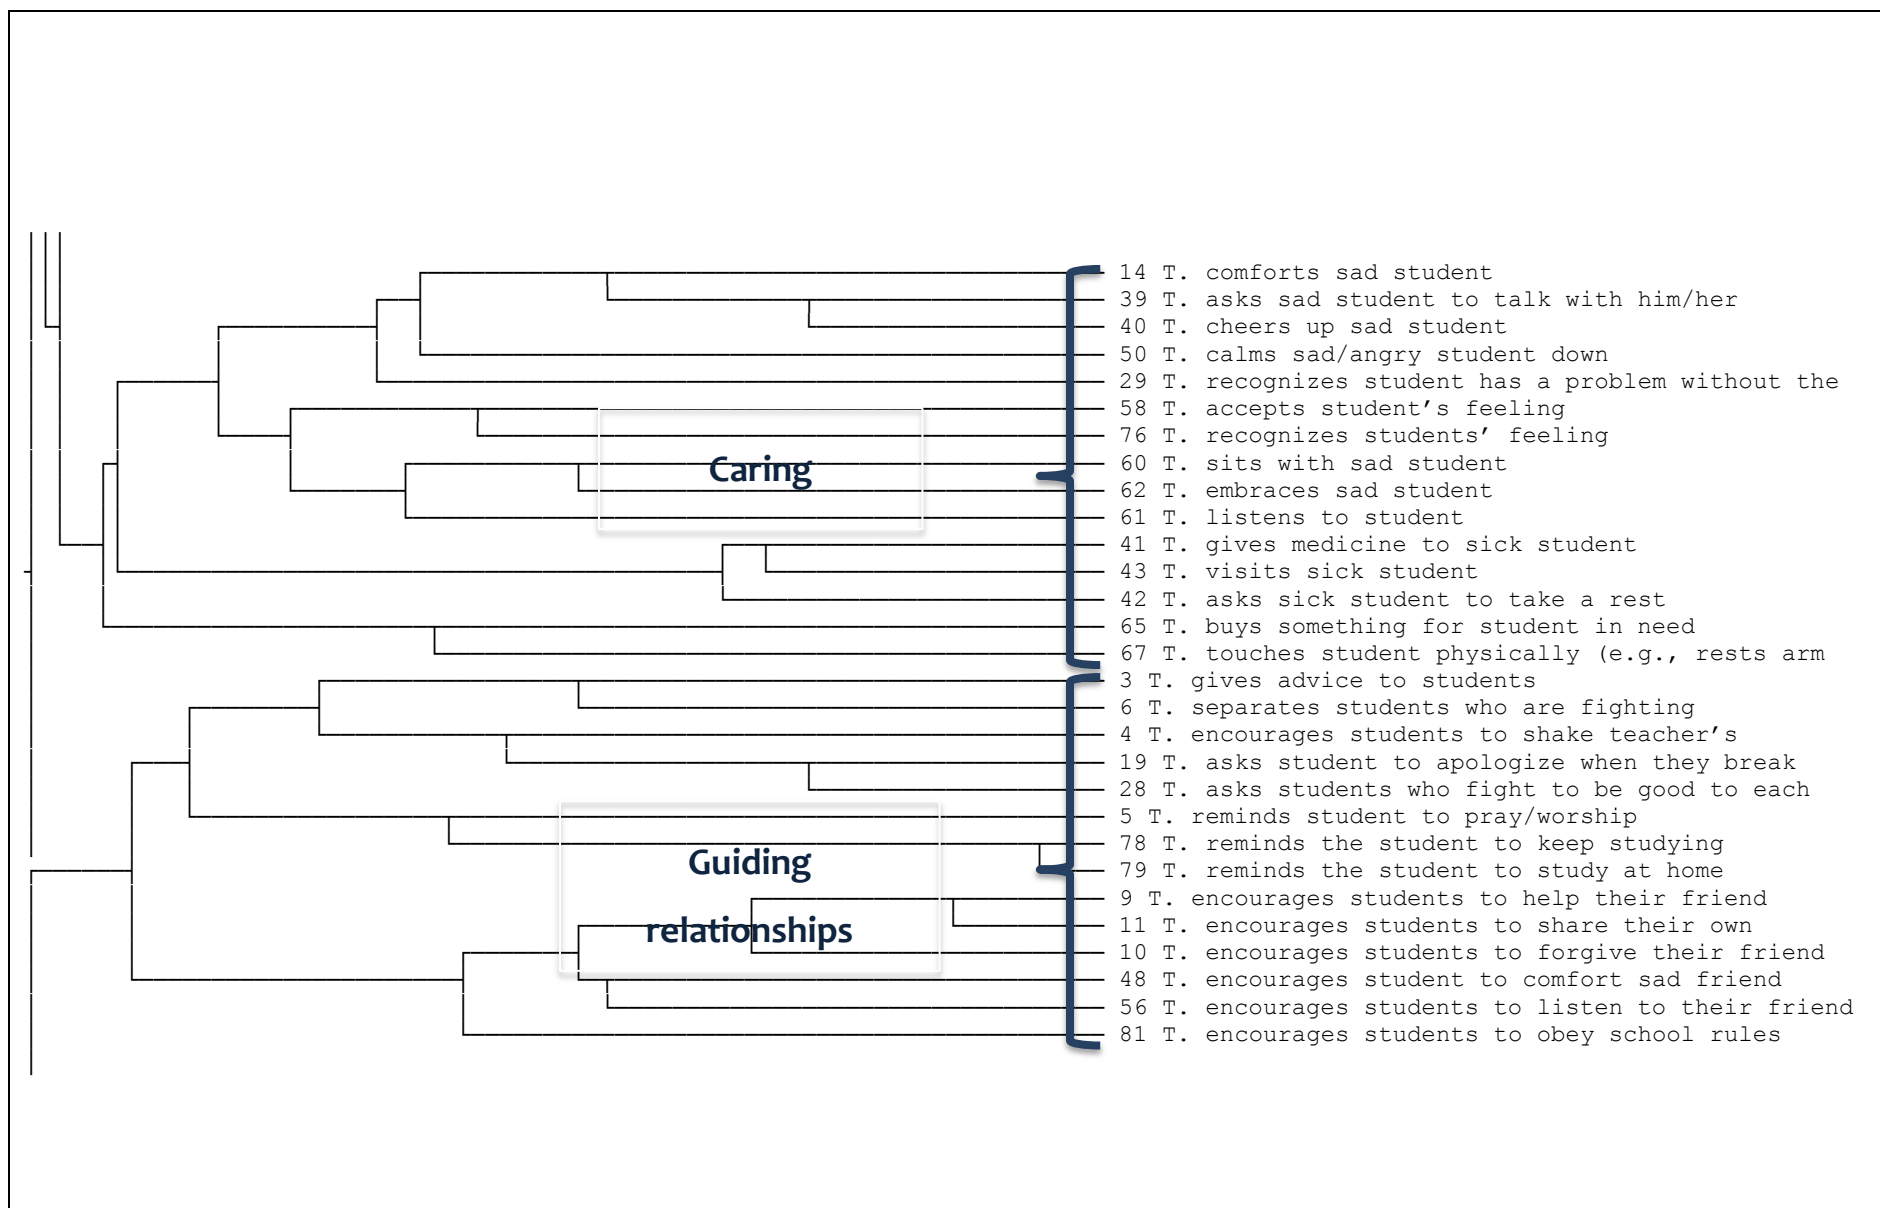 14 T. comforts sad student
39 T. asks sad student to talk with him/her
40 T. cheers up sad student
50 T. calms sad/angry student down
29 T. recognizes student has a problem without the
58 T. accepts student’s feeling
76 T. recognizes students’ feeling
Caring
60 T. sits with sad student
62 T. embraces sad student
61 T. listens to student
41 T. gives medicine to sick student
43 T. visits sick student
42 T. asks sick student to take a rest
65 T. buys something for student in need
67 T. touches student physically (e.g., rests arm
3 T. gives advice to students
6 T. separates students who are fighting
4 T. encourages students to shake teacher’s
19 T. asks student to apologize when they break
28 T. asks students who fight to be good to each
5 T. reminds student to pray/worship
78 T. reminds the student to keep studying
Guiding
relationships
79 T. reminds the student to study at home
9 T. encourages students to help their friend
11 T. encourages students to share their own
10 T. encourages students to forgive their friend
48 T. encourages student to comfort sad friend
56 T. encourages students to listen to their friend
81 T. encourages students to obey school rules